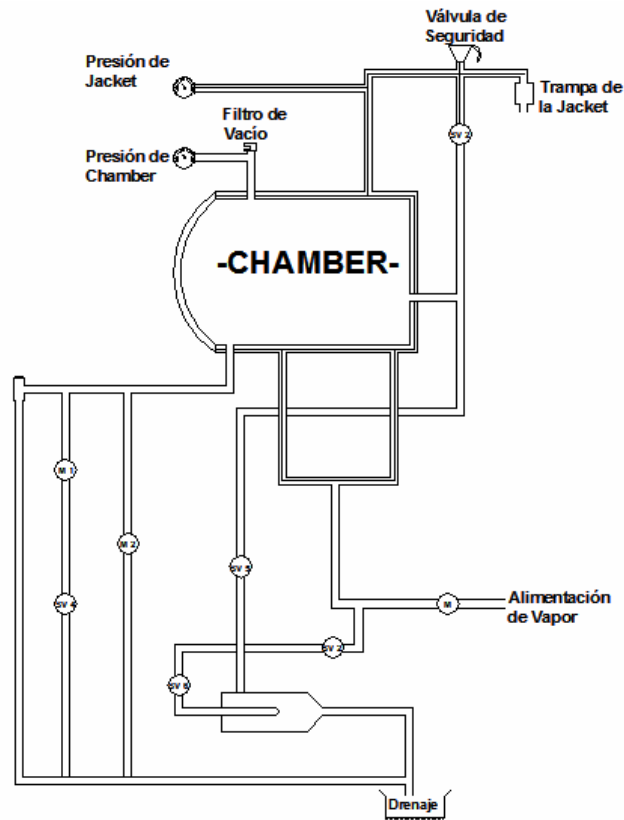 Válvula de
Seguridad
Presión de
Jacket
Trampa de
la Jacket
Filtro de
Vacío
Presión de
Chamber
SV 2
-CHAMBER-
M 1
M 2
SV 5
SV 4
M
Alimentación
de Vapor
SV 2
SV 6
Drenaje